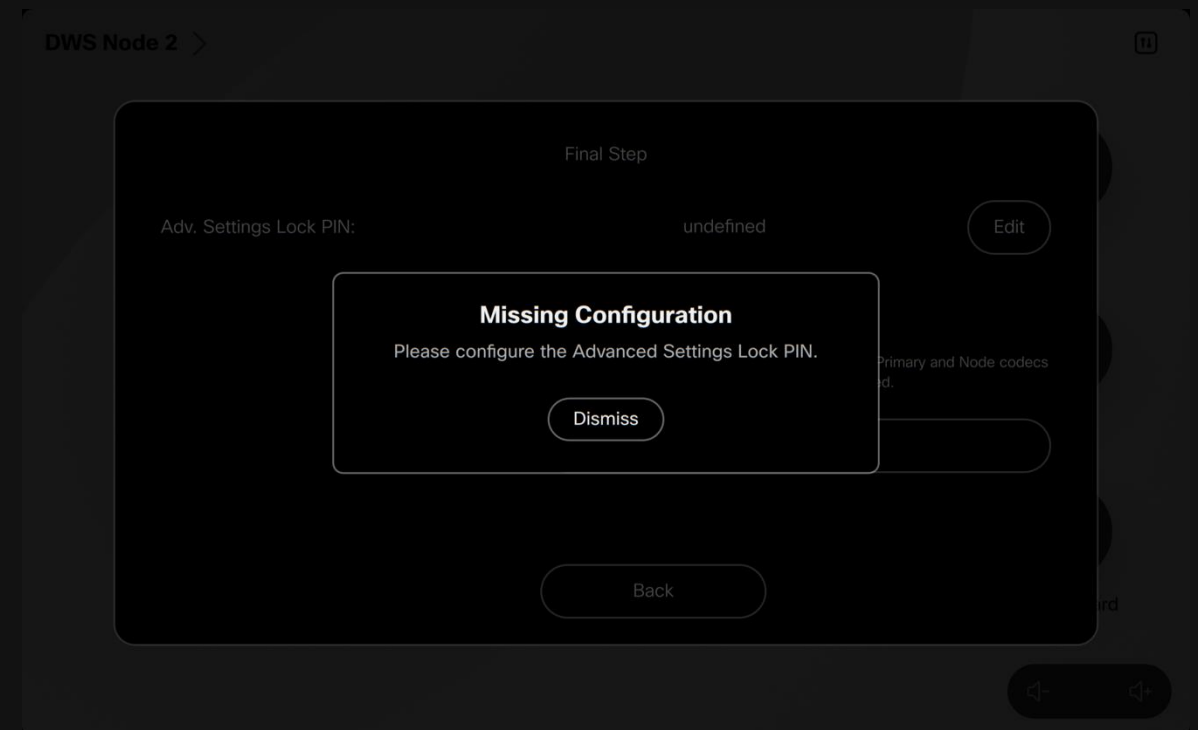 DWS Node 2
Final Step
Adv. Settings Lock PIN:
undefined
Edit
Missing Configuration
Please configure the Advanced Settings Lock PIN.
Primary and Node codecs
Dismiss
Back